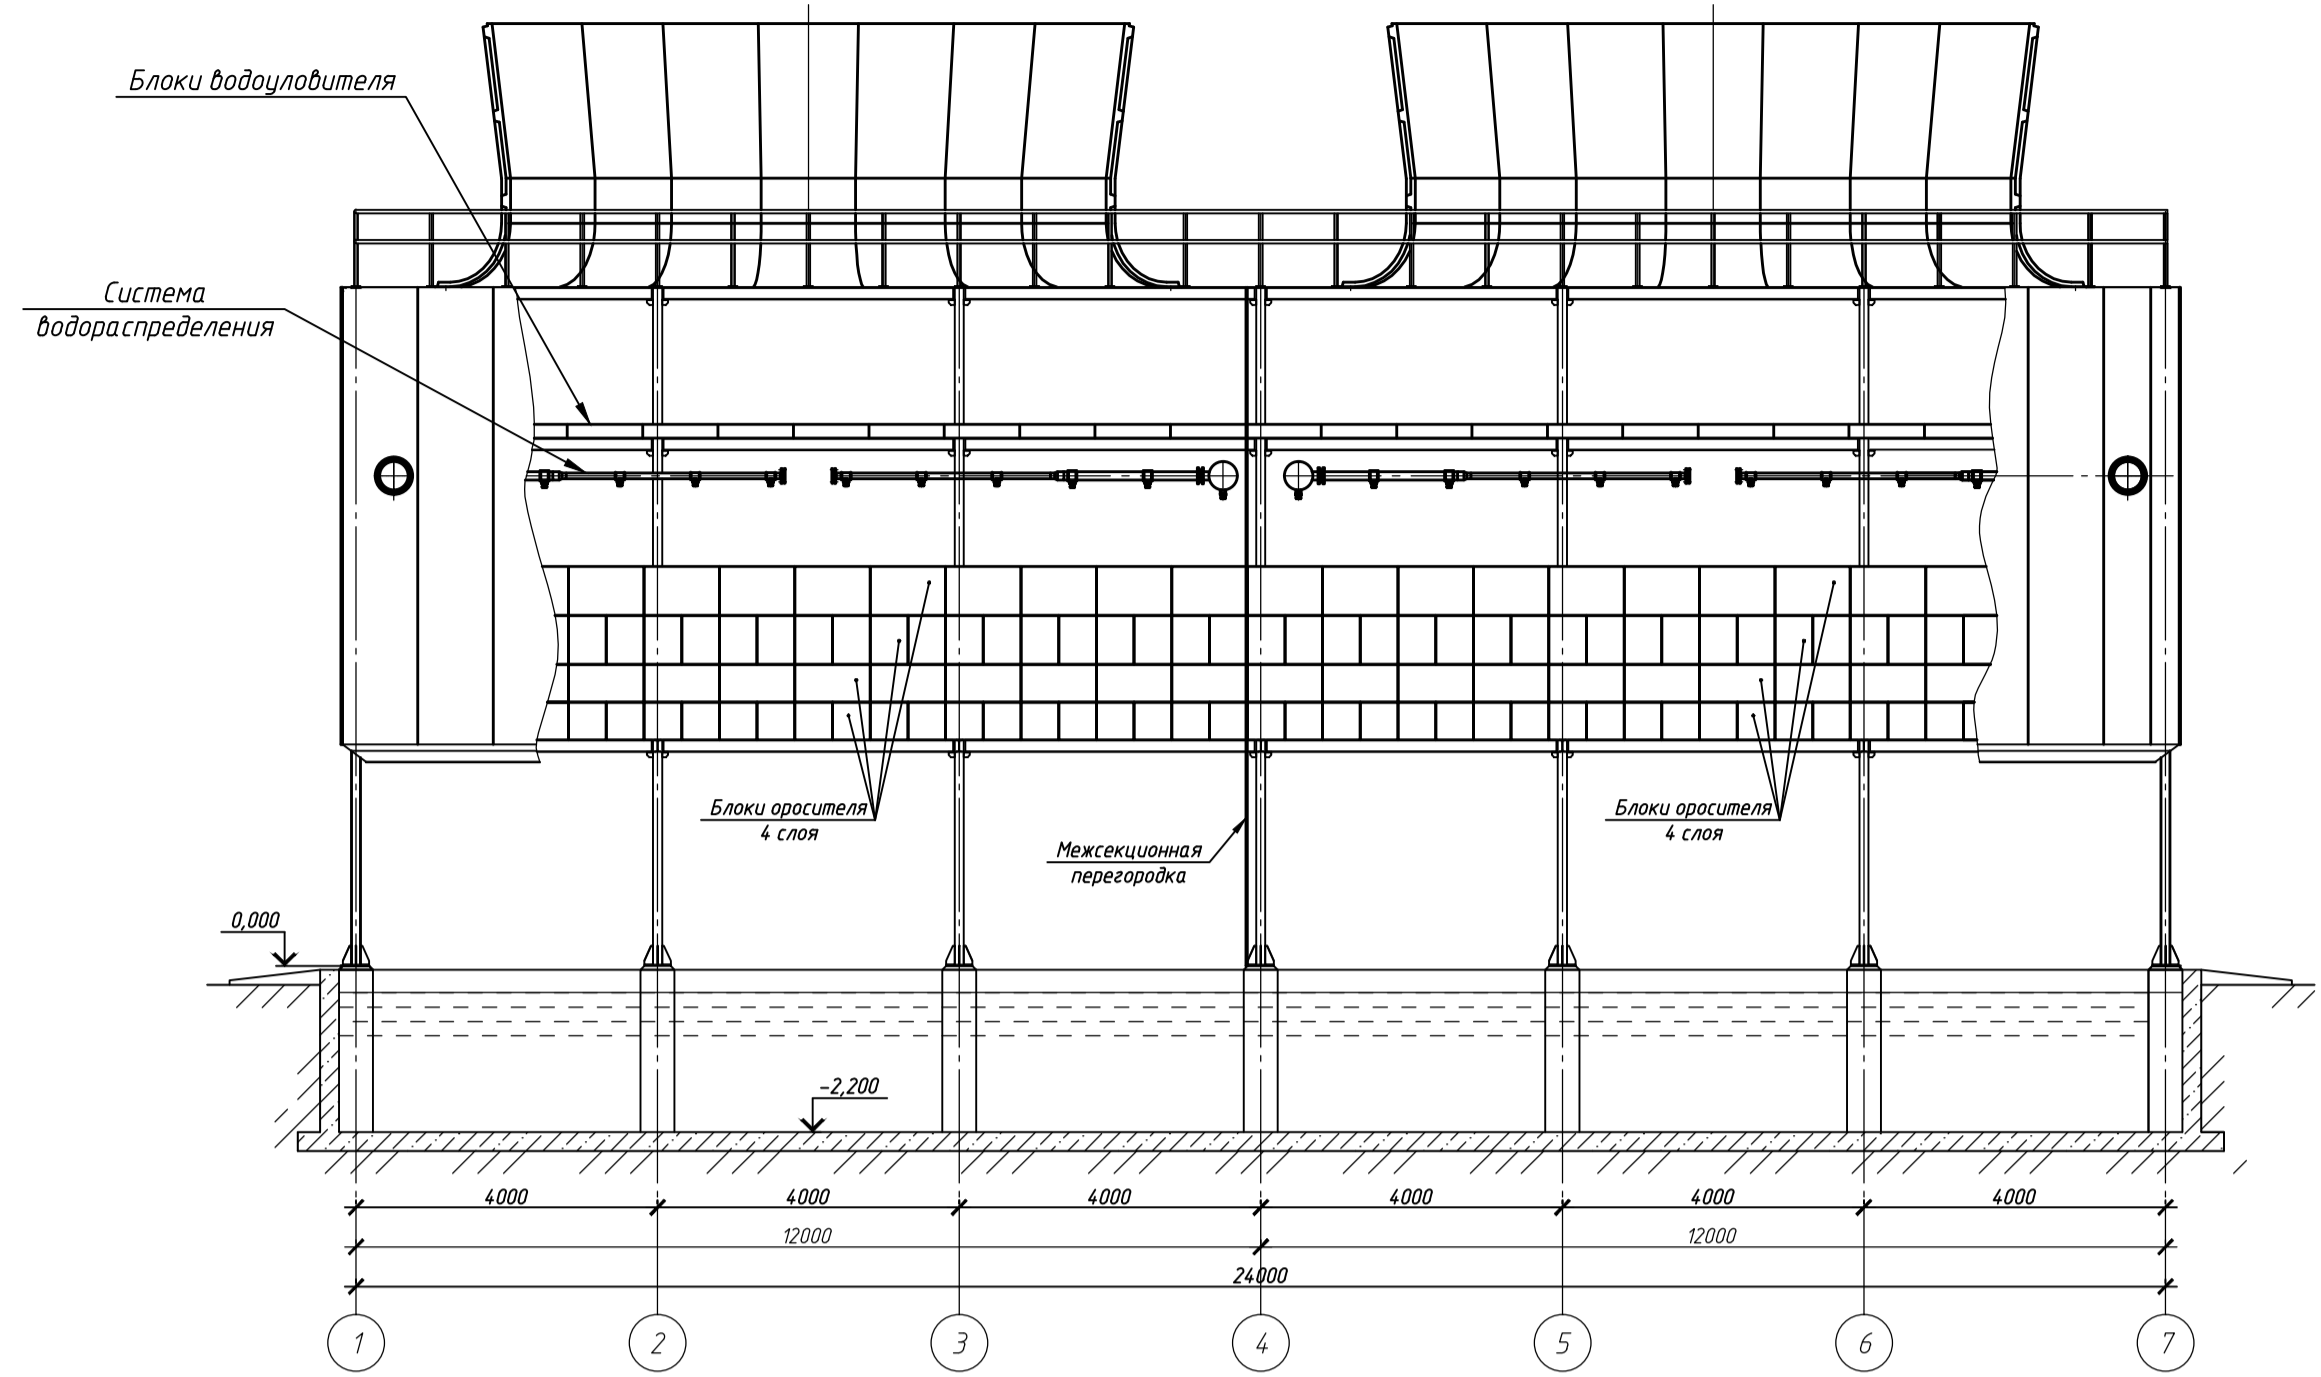 Блоки водоуловителя
Система
водораспределения
Блоки оросителя
4 слоя
Блоки оросителя
4 слоя
Межсекционная
перегородка
0,000
-2,200
4000 4000 4000 4000 4000 4000
12000 12000
24000
1 2 3 4 5 6 7